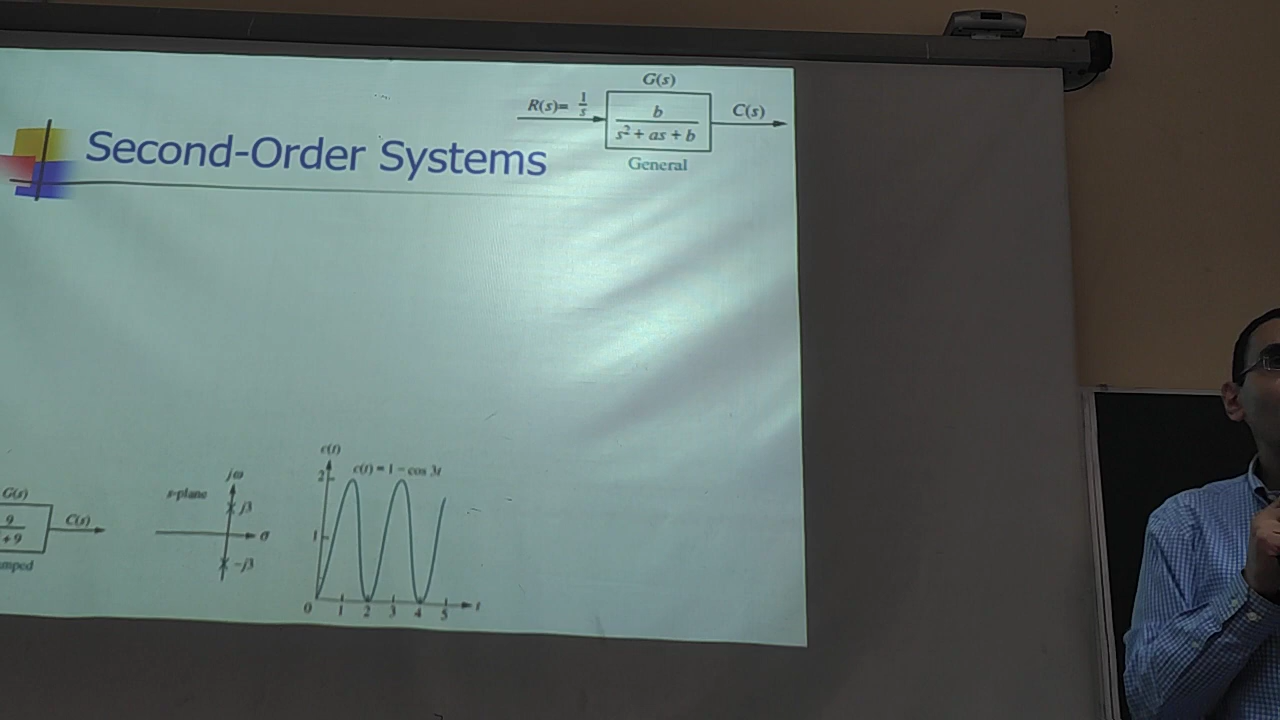 G(s)
R(s)= 1/s
b
s² + as + b
C(s)
General
Second-Order Systems
G(s)
9
+9
C(s)
mped
s-plane
jω
j3
σ
-j3
c(t)
c(t) = 1 − cos 3t
2
1
0 1 2 3 4 5 t